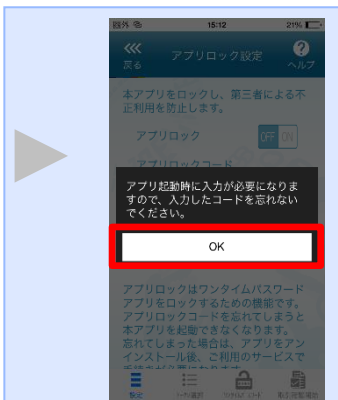 圏外
15:12
21%
戻る
アプリロック設定
?
ヘルプ
本アプリをロックし、第三者による不
正利用を防止します。
アプリロック
OFF ON
アプリロックコード
アプリ起動時に入力が必要になりま
すので、入力したコードを忘れない
でください。
OK
アプリロックはワンタイムパスワード
アプリをロックするための機能です。
アプリロックコードを忘れてしまうと
本アプリを起動できなくなります。
忘れてしまった場合は、アプリをアン
インストール後、ご利用のサービスで
設定